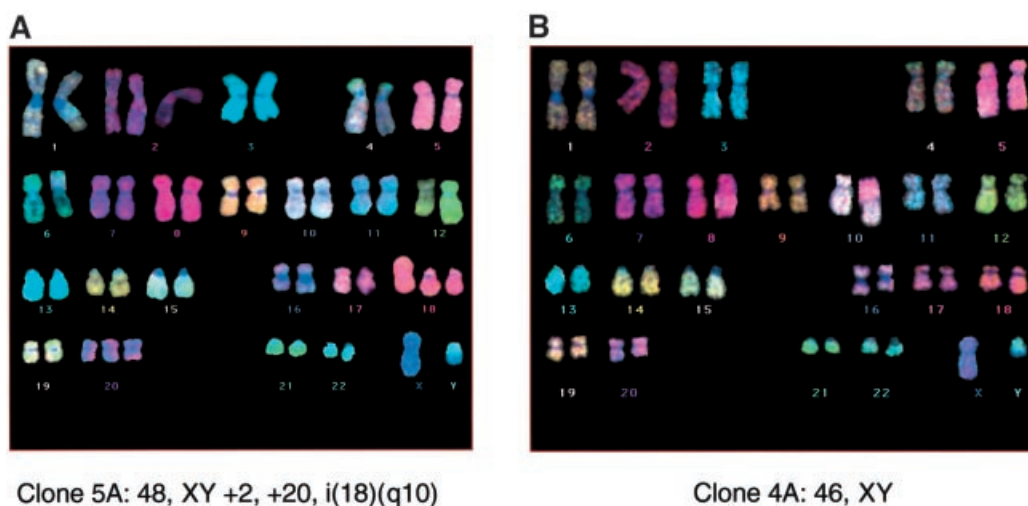 A
B
1 2 3 4 5
6 7 8 9 10 11 12
13 14 15 16 17 18
19 20 21 22 X Y
1 2 3 4 5
6 7 8 9 10 11 12
13 14 15 16 17 18
19 20 21 22 X Y
Clone 5A: 48, XY +2, +20, i(18)(q10)
Clone 4A: 46, XY